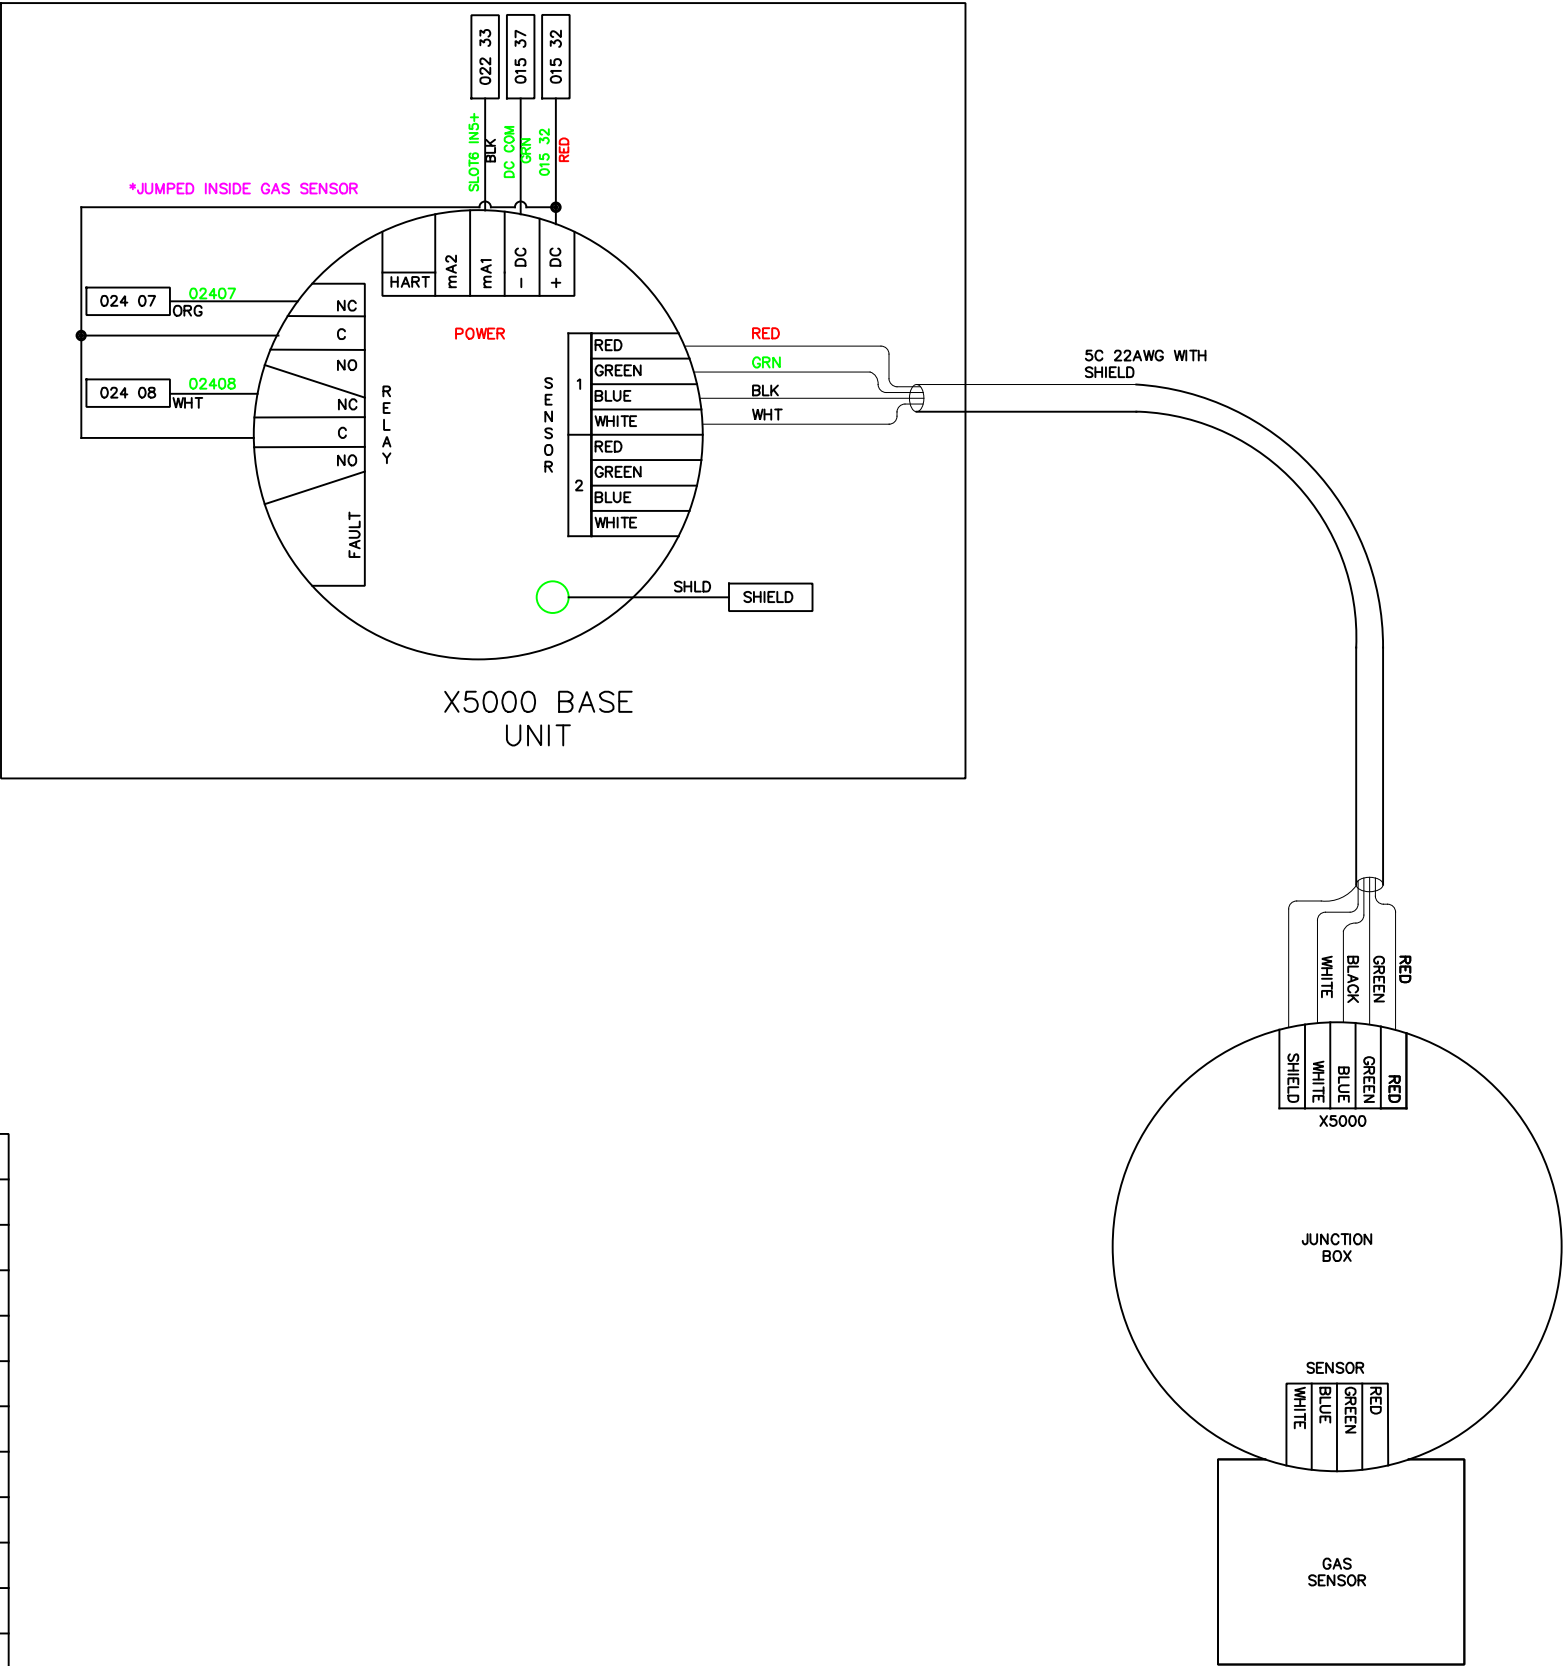 022 33
015 37
015 32
SLOT6 IN5+
BLK
DC COM
GRN
015 32
RED
*JUMPED INSIDE GAS SENSOR
HART
mA2
mA1
- DC
+ DC
POWER
024 07
02407
ORG
024 08
02408
WHT
NC
C
NO
NC
C
NO
FAULT
RELAY
SENSOR
1
RED
GREEN
BLUE
WHITE
2
RED
GREEN
BLUE
WHITE
RED
GRN
BLK
WHT
5C 22AWG WITH
SHIELD
SHLD
SHIELD
X5000 BASE
UNIT
WHITE
BLACK
GREEN
RED
SHIELD
WHITE
BLUE
GREEN
RED
X5000
JUNCTION
BOX
SENSOR
WHITE
BLUE
GREEN
RED
GAS
SENSOR